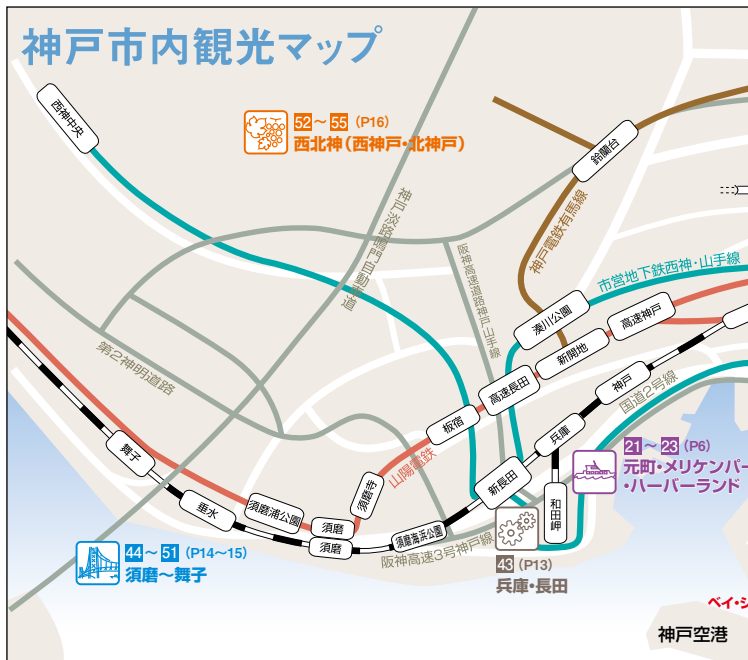 神戸市内観光マップ
西神中央
52～55 (P16)
西北神(西神戸・北神戸)
鈴蘭台
神戸淡路鳴門自動車道
阪神高速道路神戸山手線
神戸電鉄有馬線
市営地下鉄西神・山手線
湊川公園
高速神戸
新開地
第2神明道路
高速長田
神戸
国道2号線
板宿
兵庫
舞子
山陽電鉄
21～23 (P6)
元町・メリケンパー
・ハーバーランド
新長田
須磨寺
垂水
須磨浦公園
須磨
和田岬
須磨
須磨海浜公園
阪神高速3号神戸線
44～51 (P14～15)
須磨～舞子
43 (P13)
兵庫・長田
ベイ・シ
神戸空港